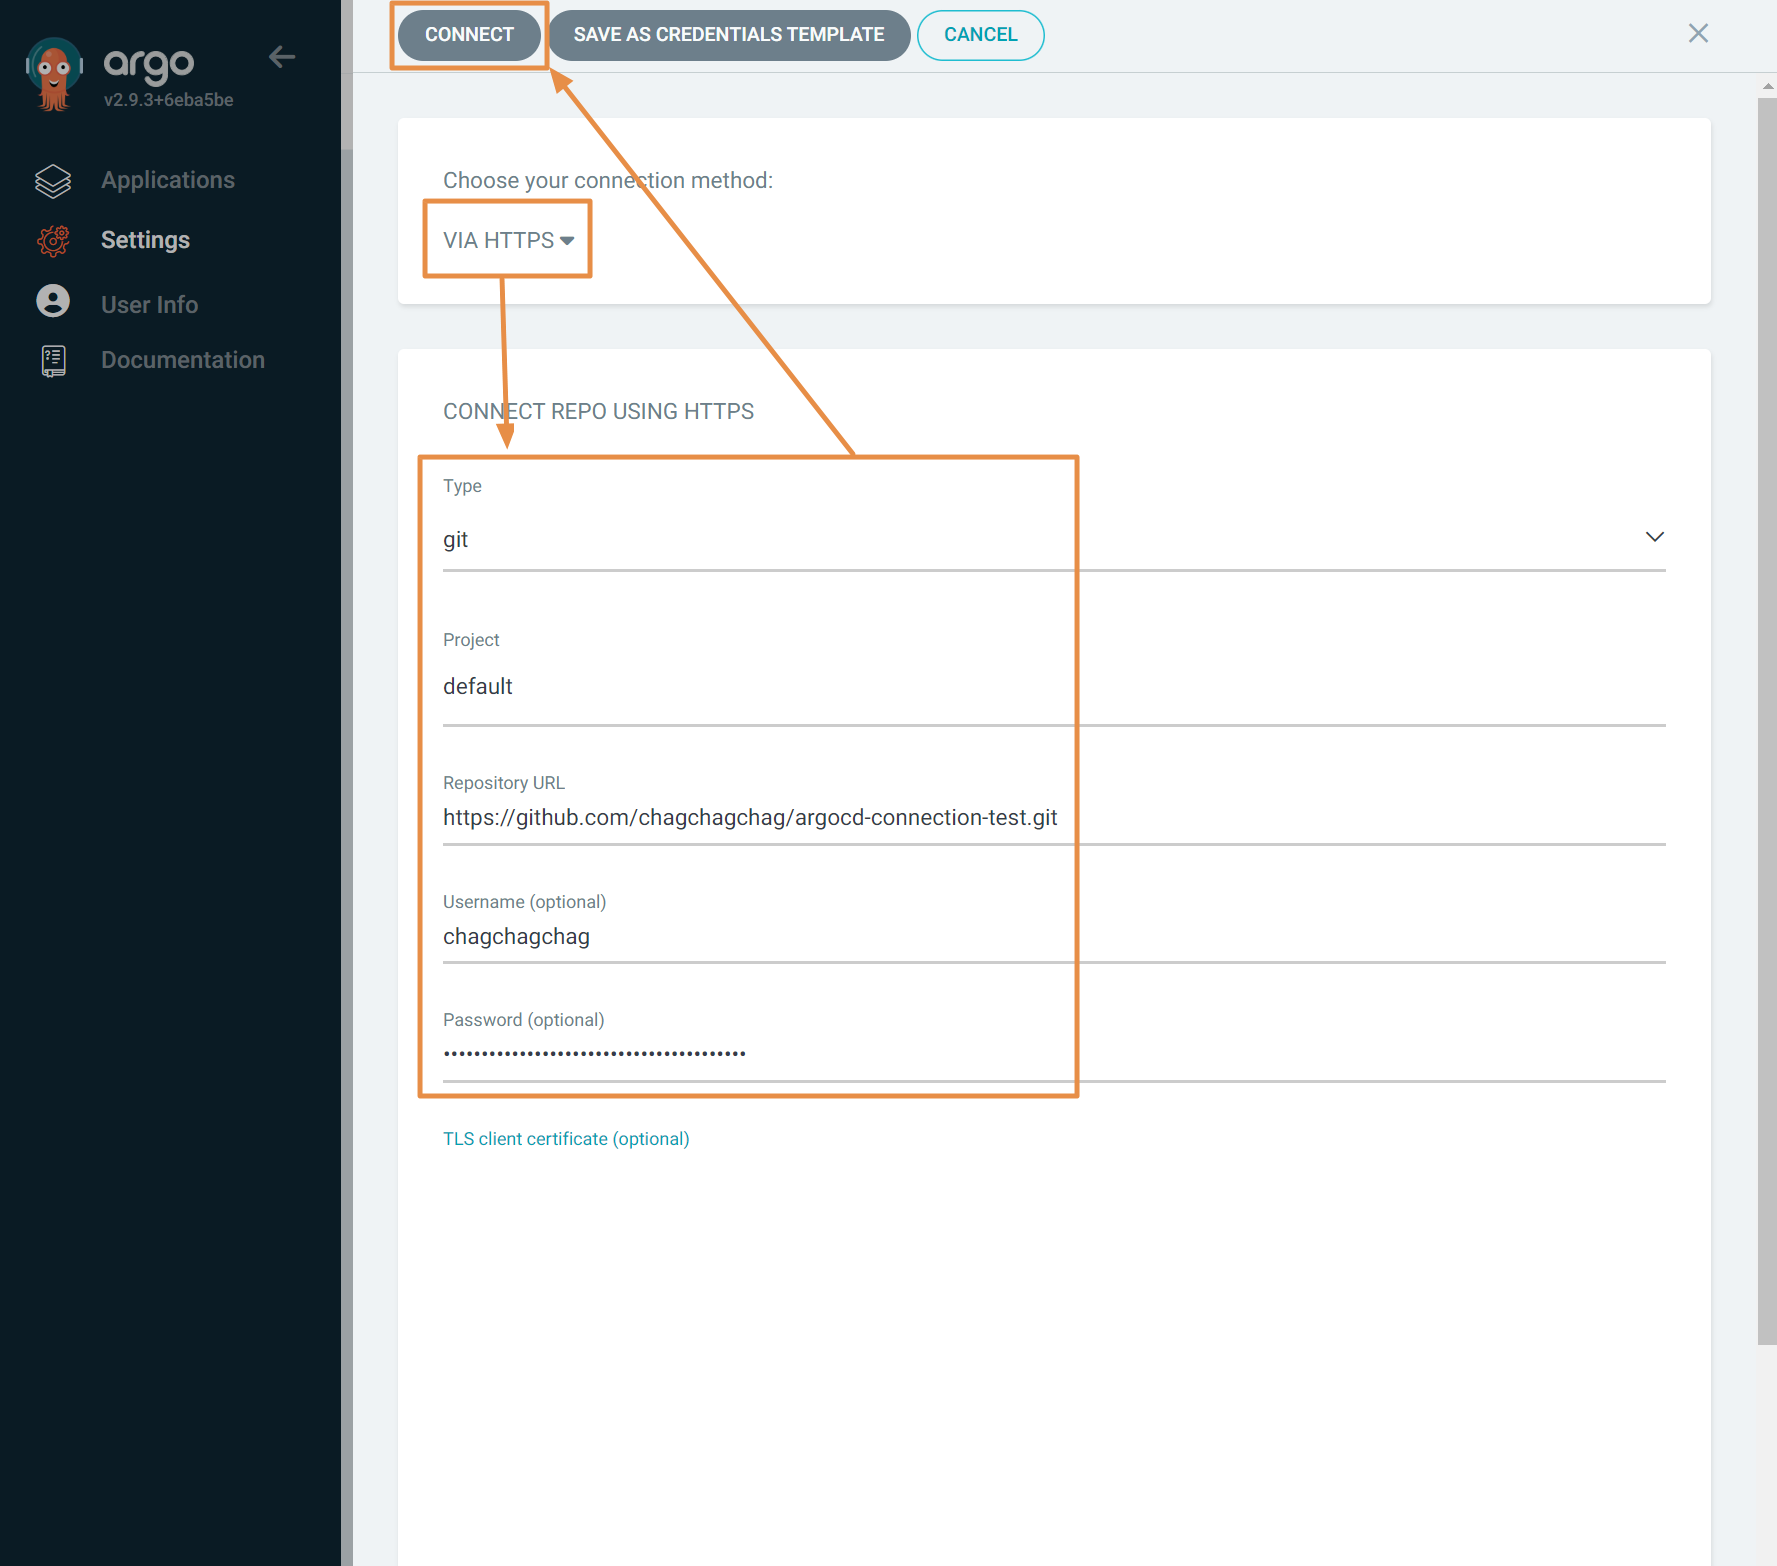 argo
v2.9.3+6eba5be
Applications
Settings
User Info
Documentation
CONNECT
SAVE AS CREDENTIALS TEMPLATE
CANCEL
Choose your connection method:
VIA HTTPS
CONNECT REPO USING HTTPS
Type
git
Project
default
Repository URL
https://github.com/chagchagchag/argocd-connection-test.git
Username (optional)
chagchagchag
Password (optional)
••••••••••••••••••••••••••••••••••••••••
TLS client certificate (optional)